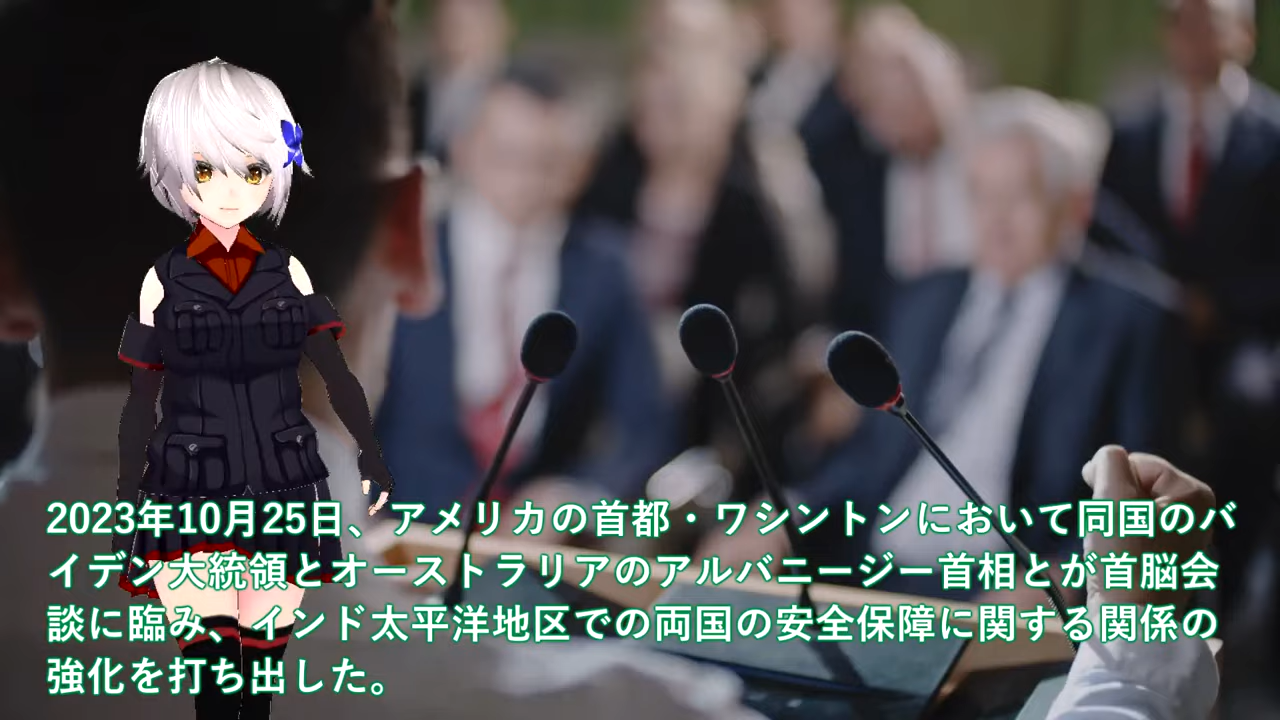 2023年10月25日、アメリカの首都・ワシントンにおいて同国のバ
イデン大統領とオーストラリアのアルバニージー首相とが首脳会
談に臨み、インド太平洋地区での両国の安全保障に関する関係の
強化を打ち出した。